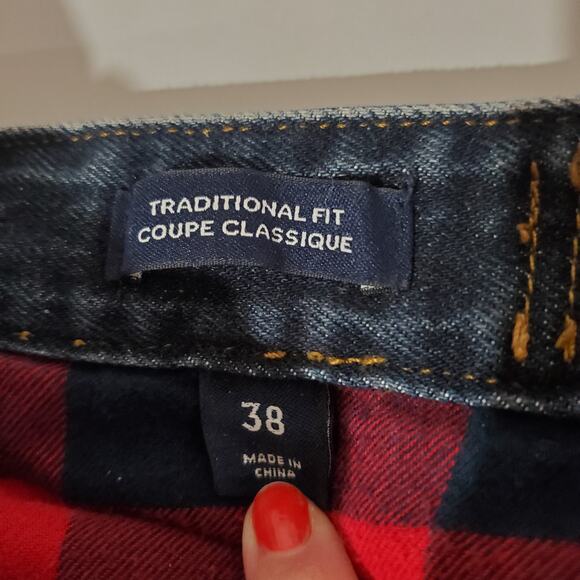 TRADITIONAL FIT
COUPE CLASSIQUE
38
MADE IN
CHINA